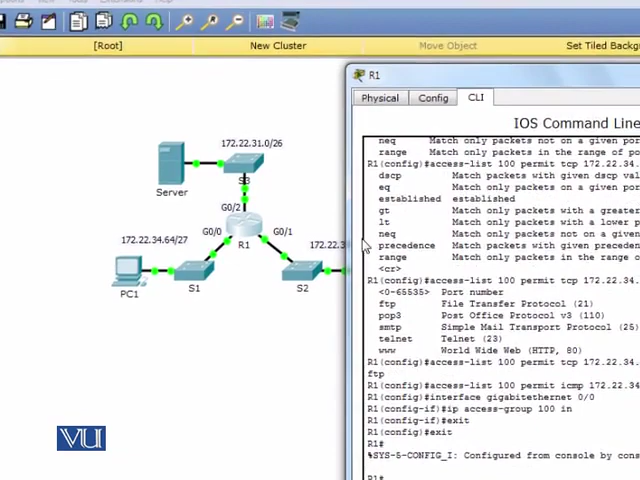 [Root]
New Cluster
Move Object
Set Tiled Backg
R1
Physical
Config
CLI
IOS Command Line
neq Match only packets not on a given por
range Match only packets in the range of po
R1(config)#access-list 100 permit tcp 172.22.34.
dscp Match packets with given dscp val
eq Match only packets on a given por
established established
gt Match only packets with a greater
lt Match only packets with a lower p
neq Match only packets not on a given
precedence Match packets with given preceden
range Match only packets in the range o
<cr>
R1(config)#access-list 100 permit tcp 172.22.34.
<0-65535> Port number
ftp File Transfer Protocol (21)
pop3 Post Office Protocol v3 (110)
smtp Simple Mail Transport Protocol (25)
telnet Telnet (23)
www World Wide Web (HTTP, 80)
R1(config)#access-list 100 permit tcp 172.22.34.
ftp
R1(config)#access-list 100 permit icmp 172.22.34
R1(config)#interface gigabitethernet 0/0
R1(config-if)#ip access-group 100 in
R1(config-if)#exit
R1(config)#exit
R1#
%SYS-5-CONFIG_I: Configured from console by cons
R1#
172.22.31.0/26
Server
S3
G0/2
G0/0
G0/1
R1
172.22.34.64/27
172.22.3
PC1
S1
S2
VU